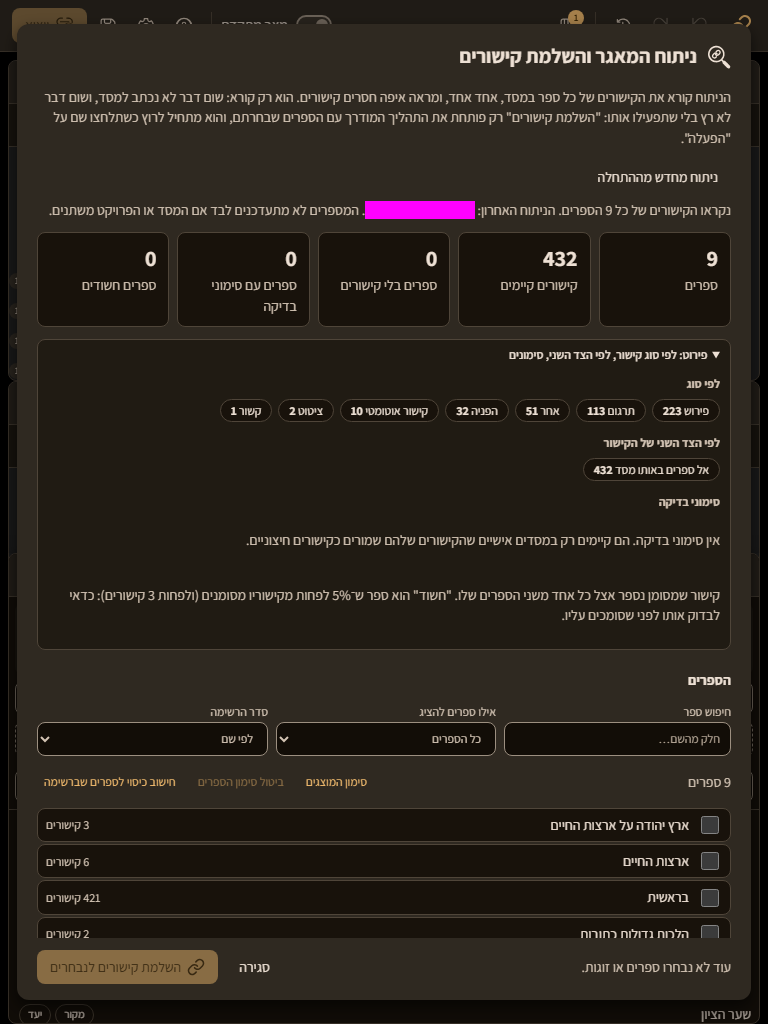 1
ניתוח המאגר והשלמת קישורים
הניתוח קורא את הקישורים של כל ספר במסד, אחד אחד, ומראה איפה חסרים קישורים. הוא רק קורא: שום דבר לא נכתב למסד, ושום דבר
לא רץ בלי שתפעילו אותו: "השלמת קישורים" רק פותחת את התהליך המודרך עם הספרים שבחרתם, והוא מתחיל לרוץ כשתלחצו שם על
"הפעלה".
ניתוח מחדש מההתחלה
נקראו הקישורים של כל 9 הספרים. הניתוח האחרון: . המספרים לא מתעדכנים לבד אם המסד או הפרויקט משתנים.
9
ספרים
432
קישורים קיימים
0
ספרים בלי קישורים
0
ספרים עם סימוני
בדיקה
0
ספרים חשודים
▼ פירוט: לפי סוג קישור, לפי הצד השני, סימונים
לפי סוג
פירוש 223
תרגום 113
אחר 51
הפניה 32
קישור אוטומטי 10
ציטוט 2
קשור 1
לפי הצד השני של הקישור
אל ספרים באותו מסד 432
סימוני בדיקה
אין סימוני בדיקה. הם קיימים רק במסדים אישיים שהקישורים שלהם שמורים כקישורים חיצוניים.
קישור שמסומן נספר אצל כל אחד משני הספרים שלו. "חשוד" הוא ספר ש־5% לפחות מקישוריו מסומנים (ולפחות 3 קישורים): כדאי
לבדוק אותו לפני שסומכים עליו.
הספרים
חיפוש ספר
אילו ספרים להציג
סדר הרשימה
חלק מהשם…
כל הספרים
לפי שם
9 ספרים
סימון המוצגים
ביטול סימון הספרים
חישוב כיסוי לספרים שברשימה
ארץ יהודה על ארצות החיים
3 קישורים
ארצות החיים
6 קישורים
בראשית
421 קישורים
הלכות גדולות כתובות
2 קישורים
עוד לא נבחרו ספרים או זוגות.
סגירה
השלמת קישורים לנבחרים
שער הציון
מקור
יעד